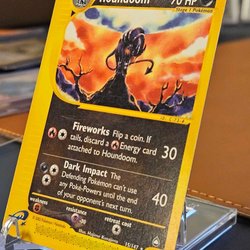 Houndoom 70 HP
Stage 1 Pokémon
Fireworks Flip a coin. If
tails, discard a Energy card
attached to Houndoom.
30
Dark Impact The
Defending Pokémon can't use
any Poké-Powers until the end
of your opponent's next turn.
40
weakness
resistance
retreat cost